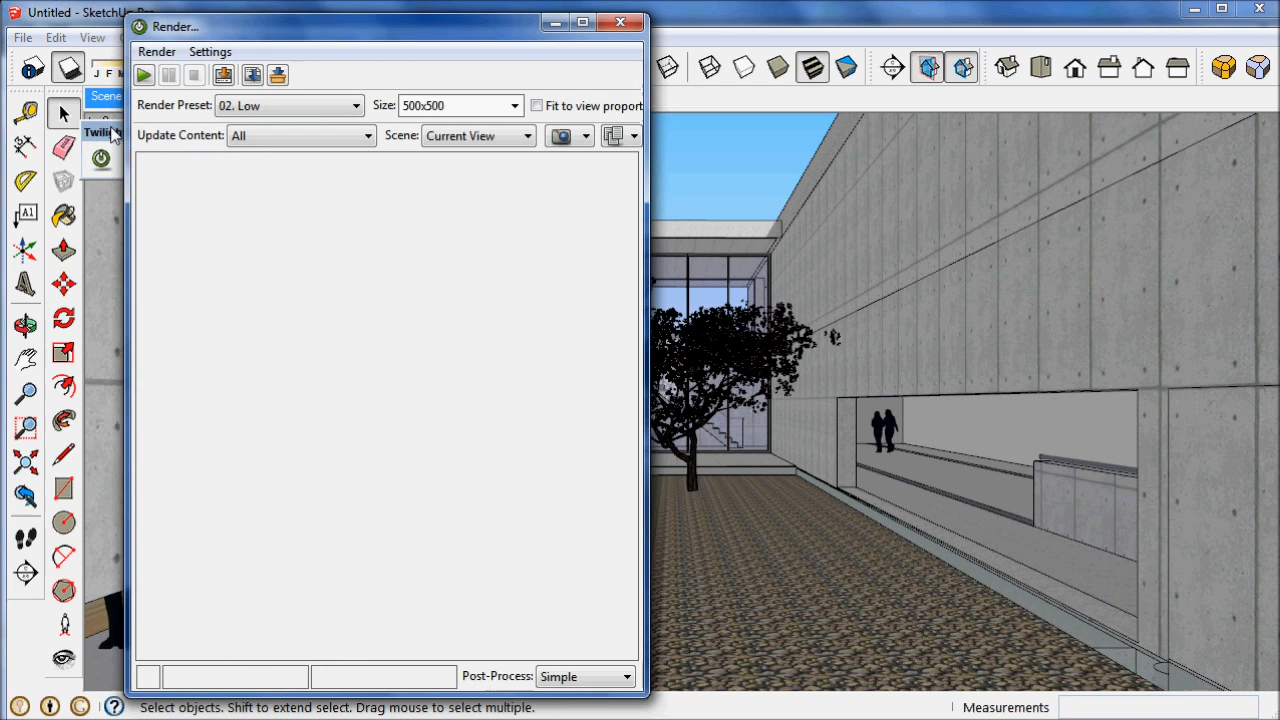 Untitled - SketchUp Pro
Render...
File Edit View
Render Settings
J F M
Render Preset: 02. Low Size: 500x500 Fit to view proport
Scene
Update Content: All Scene: Current View
A1
Post-Process: Simple
Select objects. Shift to extend select. Drag mouse to select multiple. Measurements